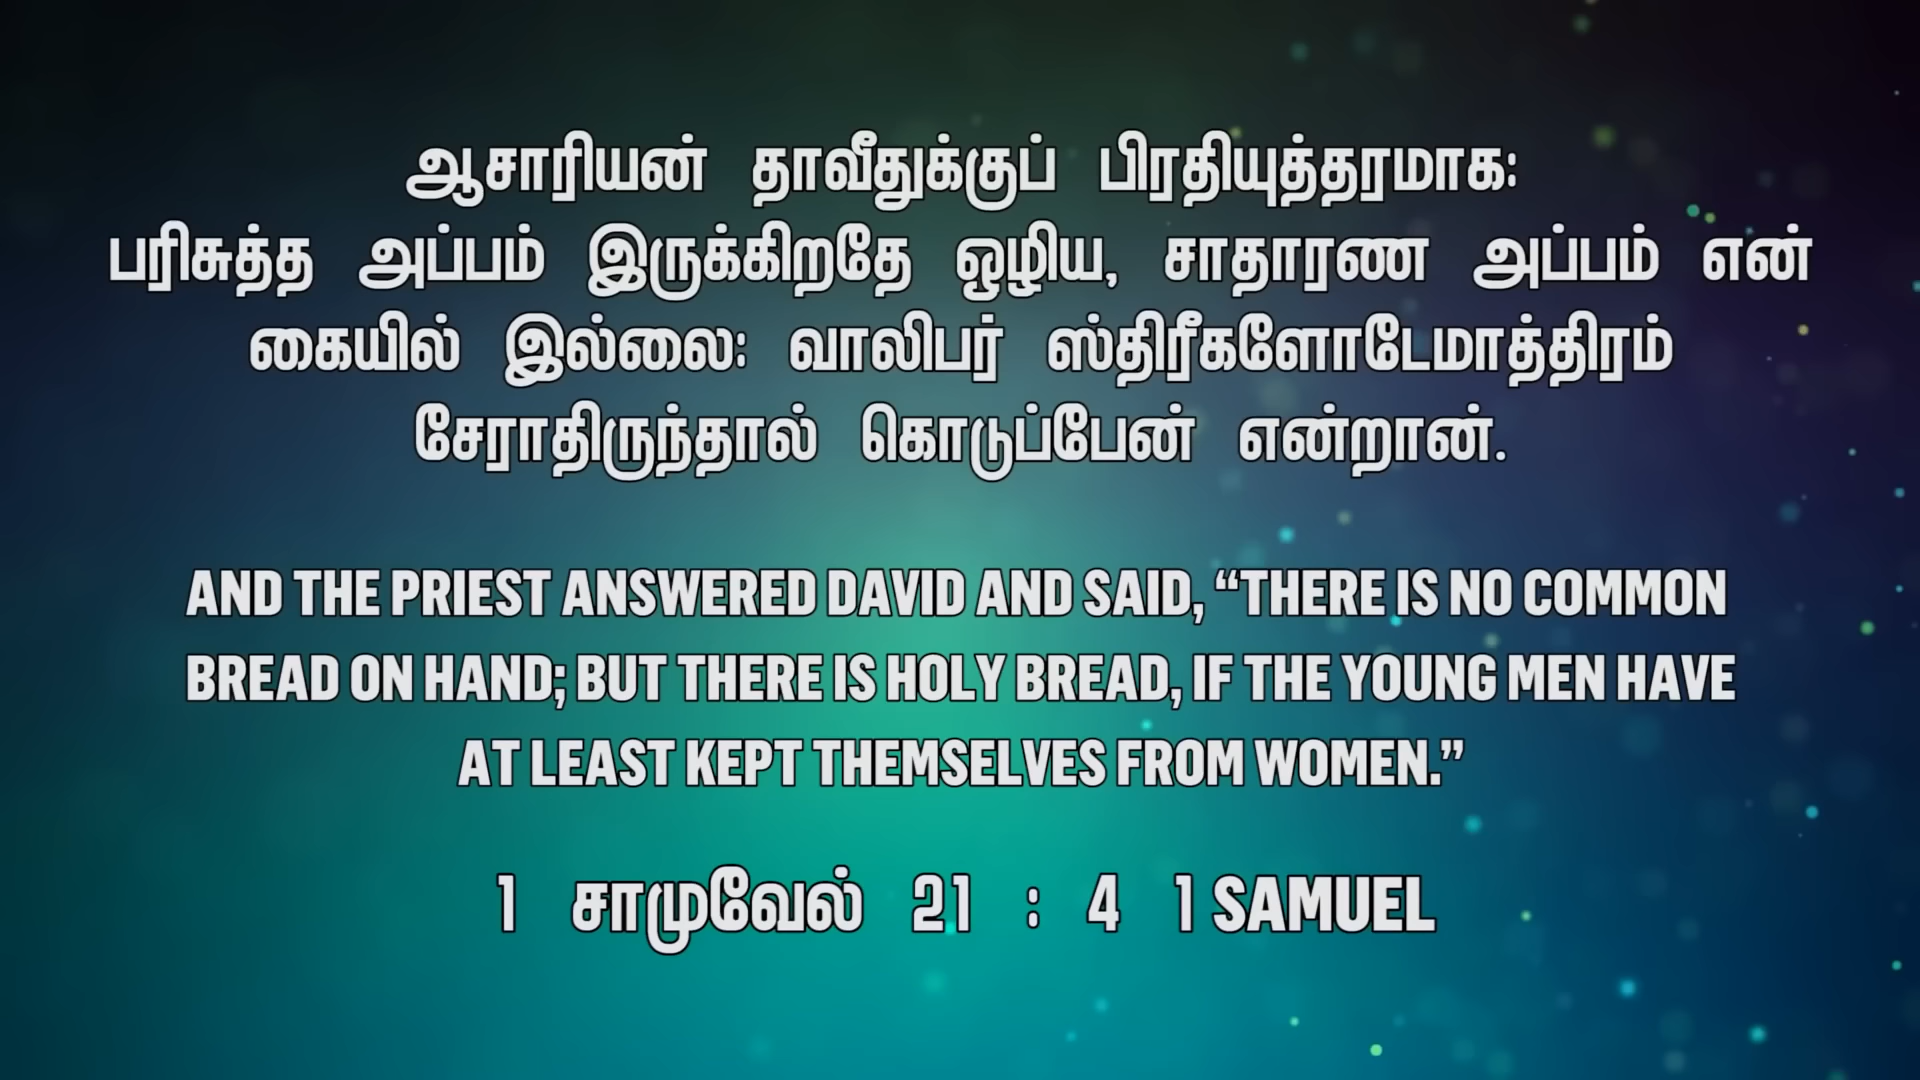 ஆசாரியன் தாவீதுக்குப் பிரதியுத்தரமாக:
பரிசுத்த அப்பம் இருக்கிறதே ஒழிய, சாதாரண அப்பம் என்
கையில் இல்லை: வாலிபர் ஸ்திரீகளோடேமாத்திரம்
சேராதிருந்தால் கொடுப்பேன் என்றான்.
AND THE PRIEST ANSWERED DAVID AND SAID, “THERE IS NO COMMON
BREAD ON HAND; BUT THERE IS HOLY BREAD, IF THE YOUNG MEN HAVE
AT LEAST KEPT THEMSELVES FROM WOMEN.”
1 சாமுவேல் 21 : 4 1 SAMUEL